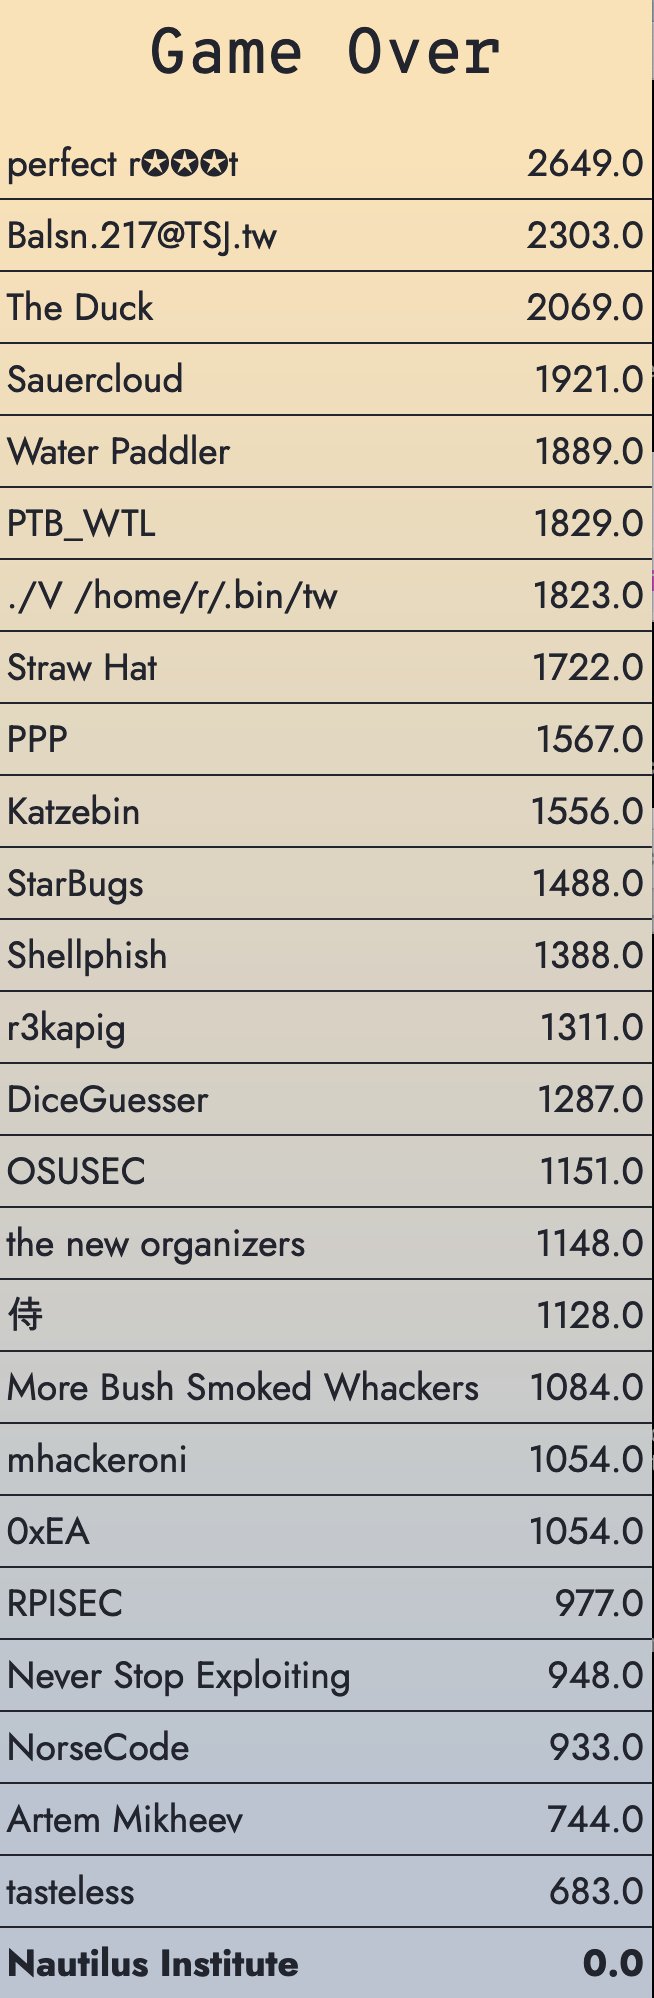 Game Over
perfect r✪✪✪t 2649.0
Balsn.217@TSJ.tw 2303.0
The Duck 2069.0
Sauercloud 1921.0
Water Paddler 1889.0
PTB_WTL 1829.0
./V /home/r/.bin/tw 1823.0
Straw Hat 1722.0
PPP 1567.0
Katzebin 1556.0
StarBugs 1488.0
Shellphish 1388.0
r3kapig 1311.0
DiceGuesser 1287.0
OSUSEC 1151.0
the new organizers 1148.0
侍 1128.0
More Bush Smoked Whackers 1084.0
mhackeroni 1054.0
0xEA 1054.0
RPISEC 977.0
Never Stop Exploiting 948.0
NorseCode 933.0
Artem Mikheev 744.0
tasteless 683.0
Nautilus Institute 0.0